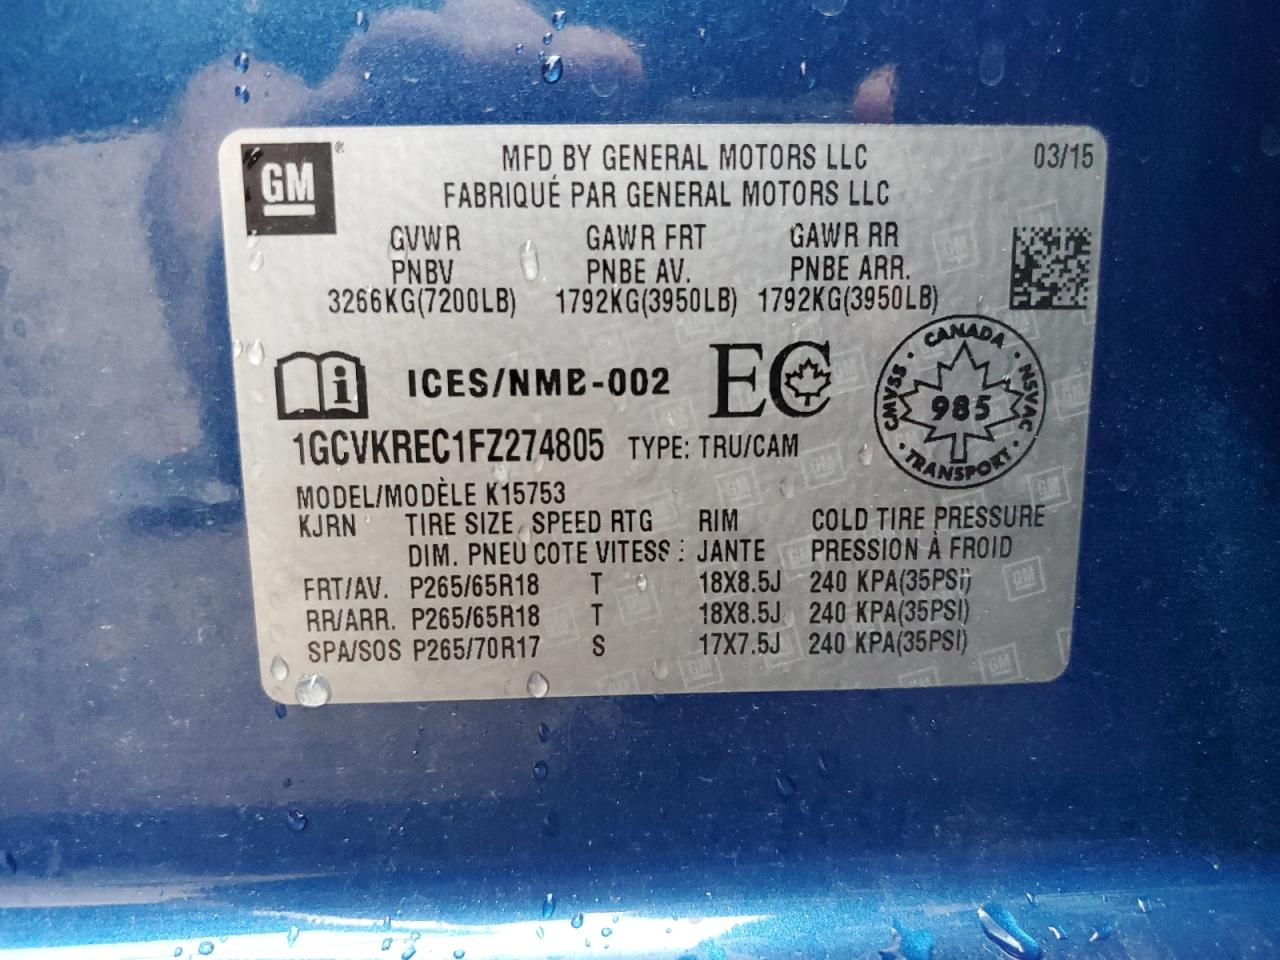 GM ®
MFD BY GENERAL MOTORS LLC 03/15
FABRIQUÉ PAR GENERAL MOTORS LLC
GVWR GAWR FRT GAWR RR
PNBV PNBE AV. PNBE ARR.
3266KG(7200LB) 1792KG(3950LB) 1792KG(3950LB)
i ICES/NMB-002 EC
CANADA
CMVSS · NSVAC
985
TRANSPORT
1GCVKREC1FZ274805 TYPE: TRU/CAM
MODEL/MODÈLE K15753
KJRN TIRE SIZE SPEED RTG RIM COLD TIRE PRESSURE
DIM. PNEU COTE VITESSE JANTE PRESSION À FROID
FRT/AV. P265/65R18 T 18X8.5J 240 KPA(35PSI)
RR/ARR. P265/65R18 T 18X8.5J 240 KPA(35PSI)
SPA/SOS P265/70R17 S 17X7.5J 240 KPA(35PSI)